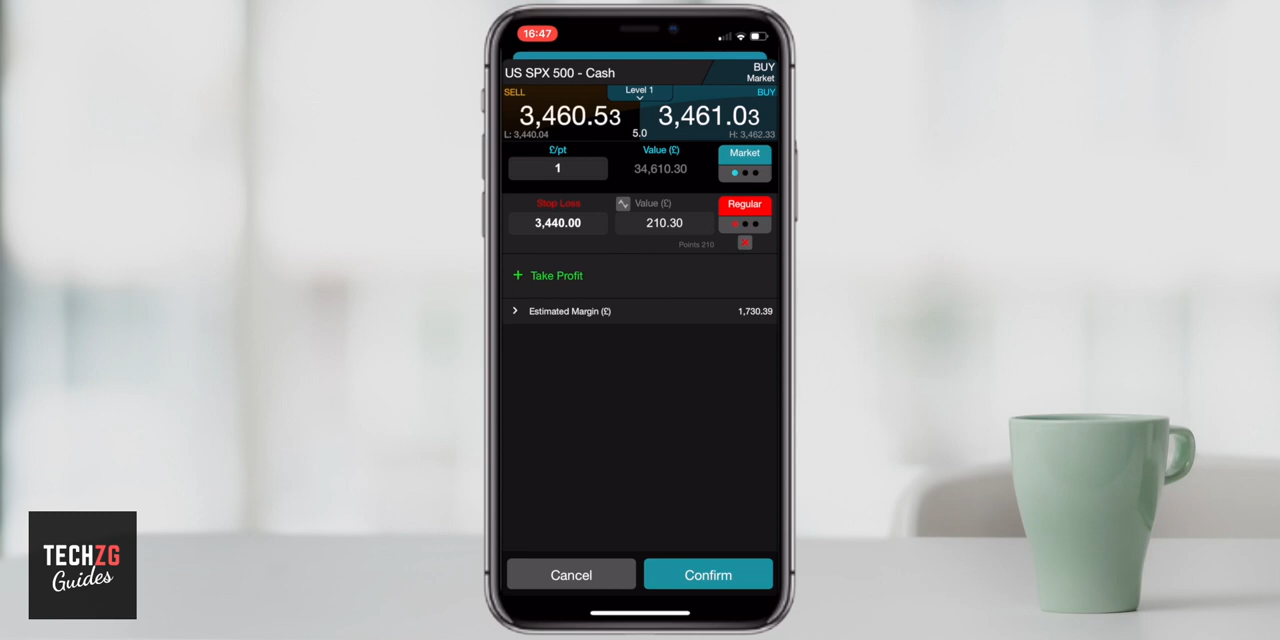 16:47
US SPX 500 - Cash
BUY
Market
SELL
Level 1
BUY
3,460.53
3,461.03
L: 3,440.04
5.0
H: 3,462.33
£/pt
Value (£)
Market
1
34,610.30
Stop Loss
Value (£)
Regular
3,440.00
210.30
Points 210
+ Take Profit
Estimated Margin (£)
1,730.39
Cancel
Confirm
TECHZG
Guides